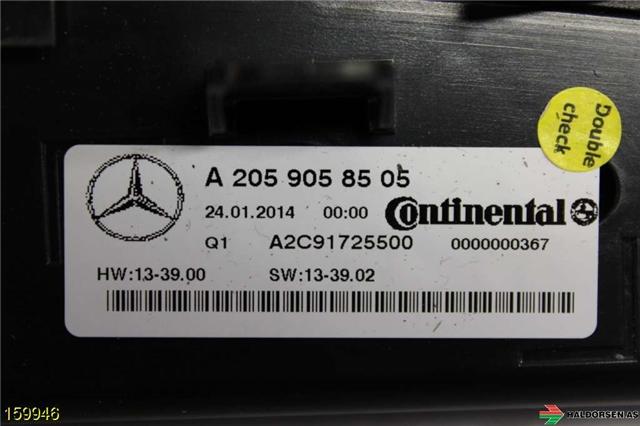 Double
check
A 205 905 85 05
24.01.2014 00:00 Continental
Q1 A2C91725500 0000000367
HW:13-39.00 SW:13-39.02
159946
HALDORSEN AS